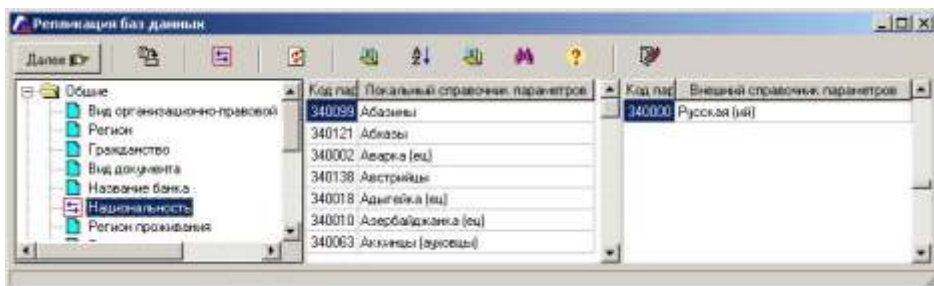 Репликация баз данных
Далее
Общие
Вид организационно-правовой
Регион
Гражданство
Вид документа
Название банка
Национальность
Регион проживания
Код пар Локальный справочник параметров
340099 Абазины
340121 Абхазы
340002 Аварка (ец)
340138 Австрийцы
340018 Адыгейка (ец)
340010 Азербайджанка (ец)
340063 Аккинцы (ауховцы)
Код пар Внешний справочник параметров
340000 Русская (ий)